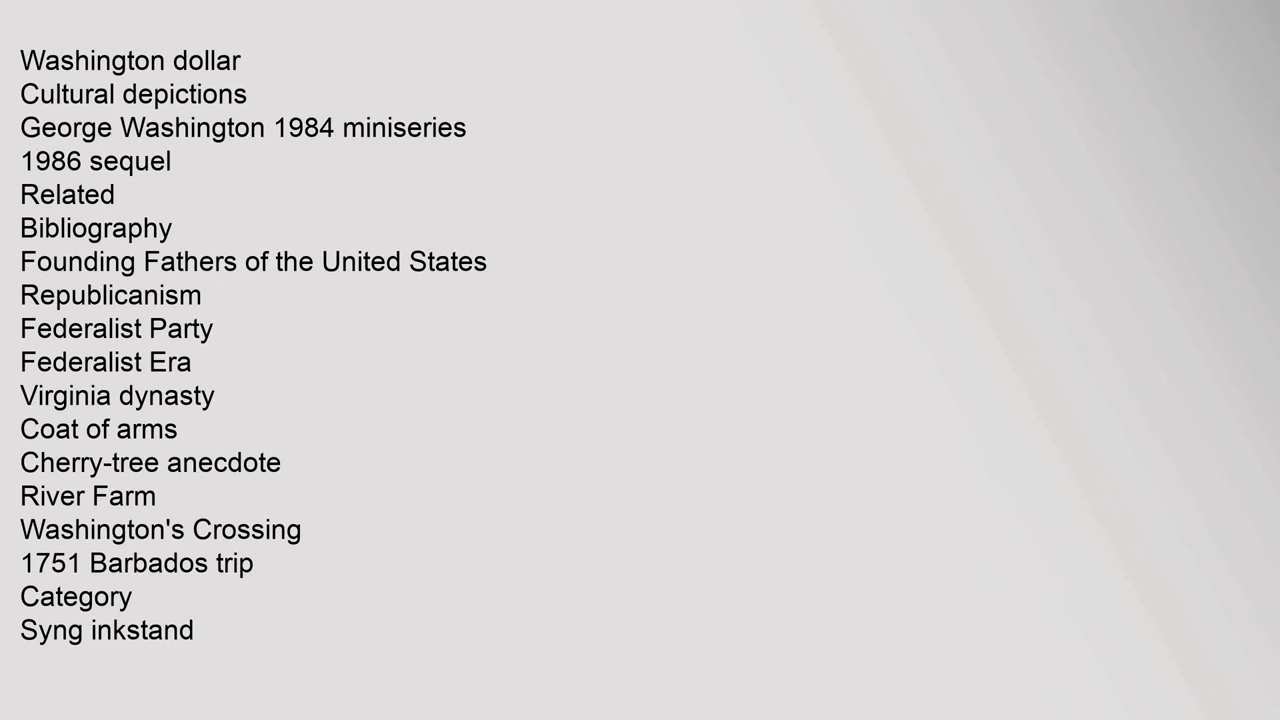 Washington dollar
Cultural depictions
George Washington 1984 miniseries
1986 sequel
Related
Bibliography
Founding Fathers of the United States
Republicanism
Federalist Party
Federalist Era
Virginia dynasty
Coat of arms
Cherry-tree anecdote
River Farm
Washington's Crossing
1751 Barbados trip
Category
Syng inkstand